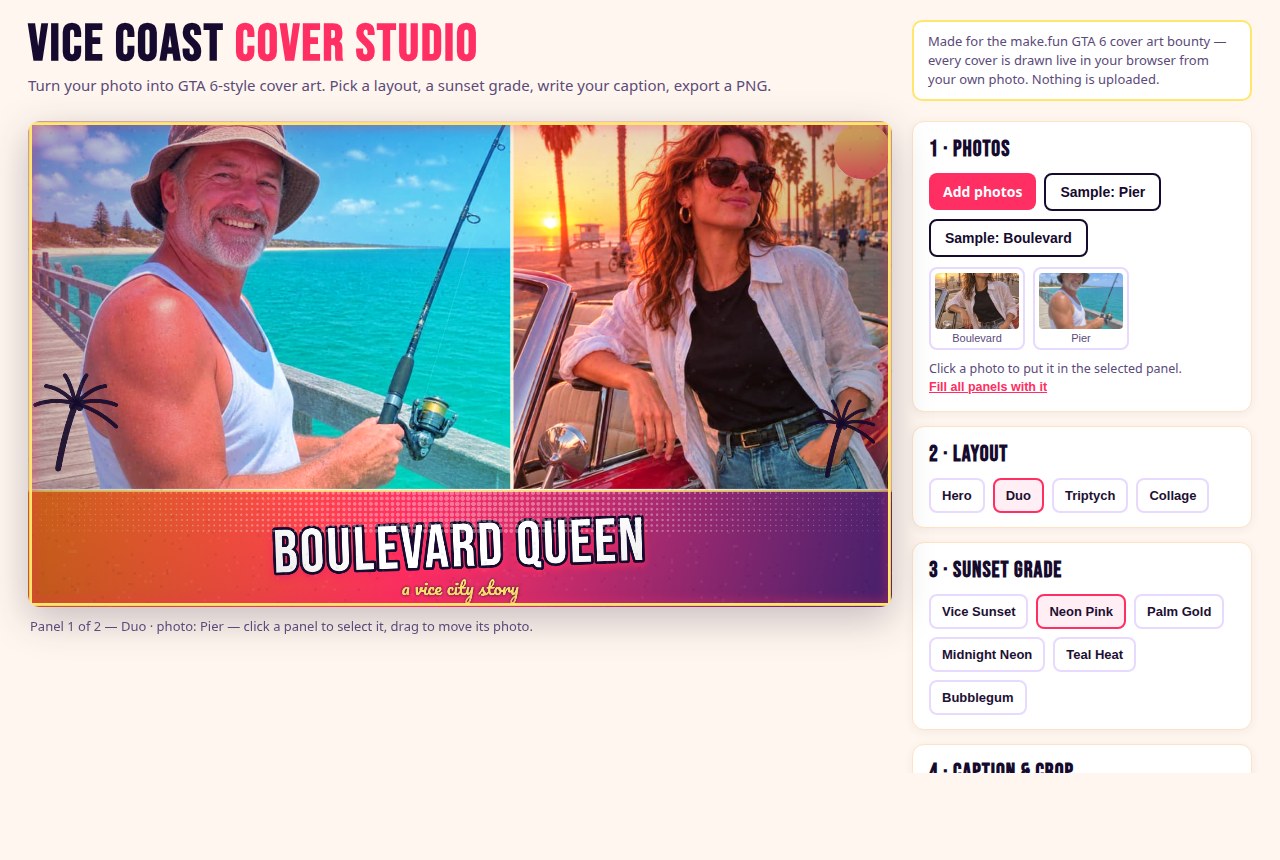 VICE COAST COVER STUDIO
Turn your photo into GTA 6-style cover art. Pick a layout, a sunset grade, write your caption, export a PNG.
Made for the make.fun GTA 6 cover art bounty —
every cover is drawn live in your browser from
your own photo. Nothing is uploaded.
BOULEVARD QUEEN
a vice city story
Panel 1 of 2 — Duo · photo: Pier — click a panel to select it, drag to move its photo.
1 · PHOTOS
Add photos
Sample: Pier
Sample: Boulevard
Boulevard
Pier
Click a photo to put it in the selected panel.
Fill all panels with it
2 · LAYOUT
Hero
Duo
Triptych
Collage
3 · SUNSET GRADE
Vice Sunset
Neon Pink
Palm Gold
Midnight Neon
Teal Heat
Bubblegum
4 · CAPTION & CROP